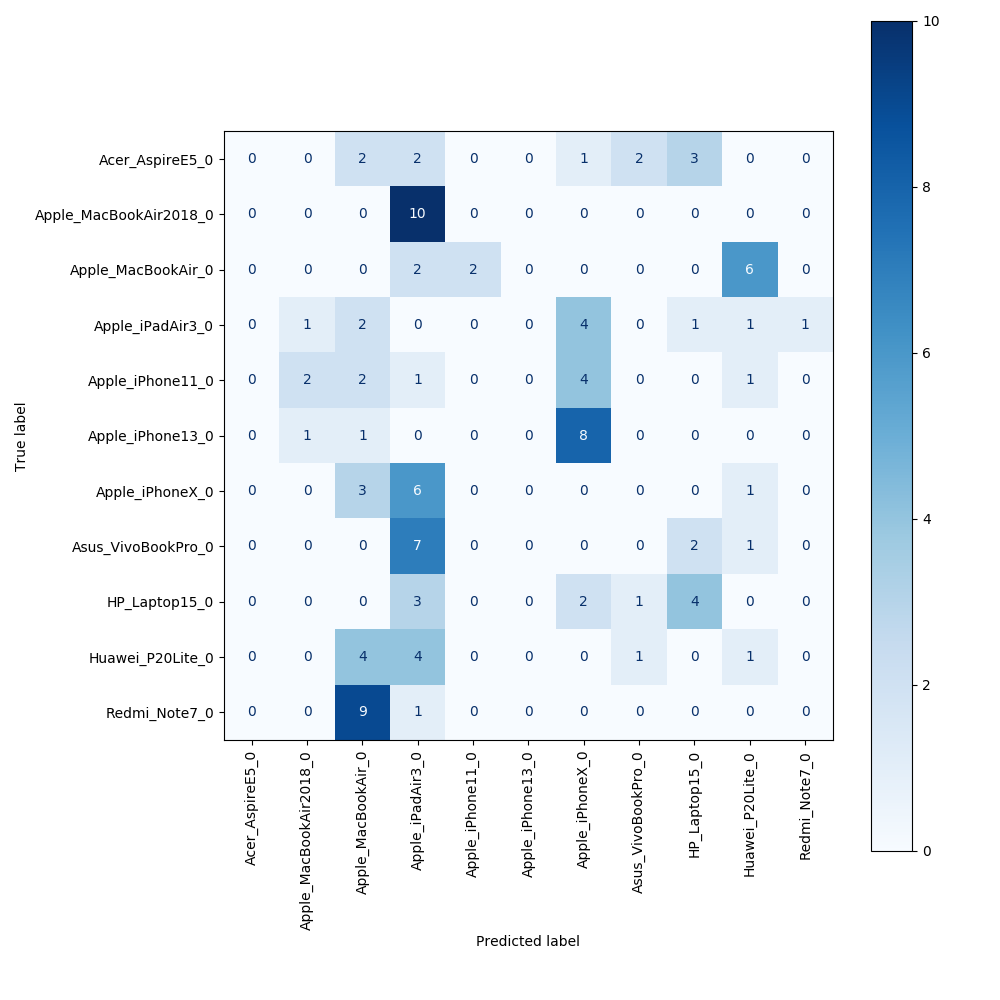 10
Acer_AspireE5_0 0 0 2 2 0 0 1 2 3 0 0
8
Apple_MacBookAir2018_0 0 0 0 10 0 0 0 0 0 0 0
Apple_MacBookAir_0 0 0 0 2 2 0 0 0 0 6 0
Apple_iPadAir3_0 0 1 2 0 0 0 4 0 1 1 1
6
Apple_iPhone11_0 0 2 2 1 0 0 4 0 0 1 0
True label
Apple_iPhone13_0 0 1 1 0 0 0 8 0 0 0 0
Apple_iPhoneX_0 0 0 3 6 0 0 0 0 0 1 0
4
Asus_VivoBookPro_0 0 0 0 7 0 0 0 0 2 1 0
HP_Laptop15_0 0 0 0 3 0 0 2 1 4 0 0
Huawei_P20Lite_0 0 0 4 4 0 0 0 1 0 1 0
2
Redmi_Note7_0 0 0 9 1 0 0 0 0 0 0 0
Acer_AspireE5_0
Apple_MacBookAir2018_0
Apple_MacBookAir_0
Apple_iPadAir3_0
Apple_iPhone11_0
Apple_iPhone13_0
Apple_iPhoneX_0
Asus_VivoBookPro_0
HP_Laptop15_0
Huawei_P20Lite_0
Redmi_Note7_0
0
Predicted label